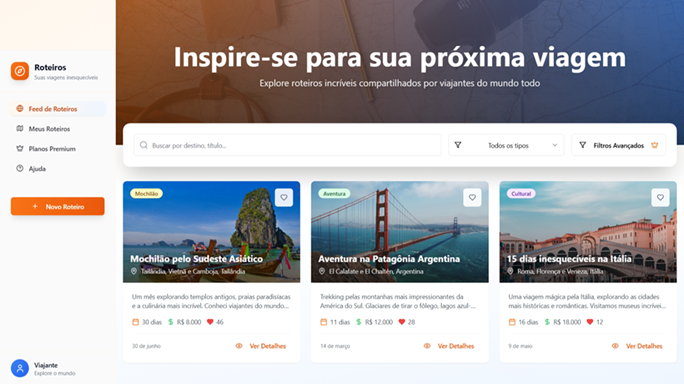 Roteiros
Suas viagens inesquecíveis
Feed de Roteiros
Meus Roteiros
Planos Premium
Ajuda
+ Novo Roteiro
Viajante
Explore o mundo
Inspire-se para sua próxima viagem
Explore roteiros incríveis compartilhados por viajantes do mundo todo
Buscar por destino, título...
Todos os tipos
Filtros Avançados
Mochilão
Mochilão pelo Sudeste Asiático
Tailândia, Vietnã e Camboja, Tailândia
Um mês explorando templos antigos, praias paradisíacas
e a culinária mais incrível. Conheci viajantes do mundo...
30 dias R$ 8.000 46
30 de junho Ver Detalhes
Aventura
Aventura na Patagônia Argentina
El Calafate e El Chaltén, Argentina
Trekking pelas montanhas mais impressionantes da
América do Sul. Glaciares de tirar o fôlego, lagos azul-...
11 dias R$ 12.000 28
14 de março Ver Detalhes
Cultural
15 dias inesquecíveis na Itália
Roma, Florença e Veneza, Itália
Uma viagem mágica pela Itália, explorando as cidades
mais históricas e românticas. Visitamos museus incrívei...
16 dias R$ 18.000 12
9 de maio Ver Detalhes